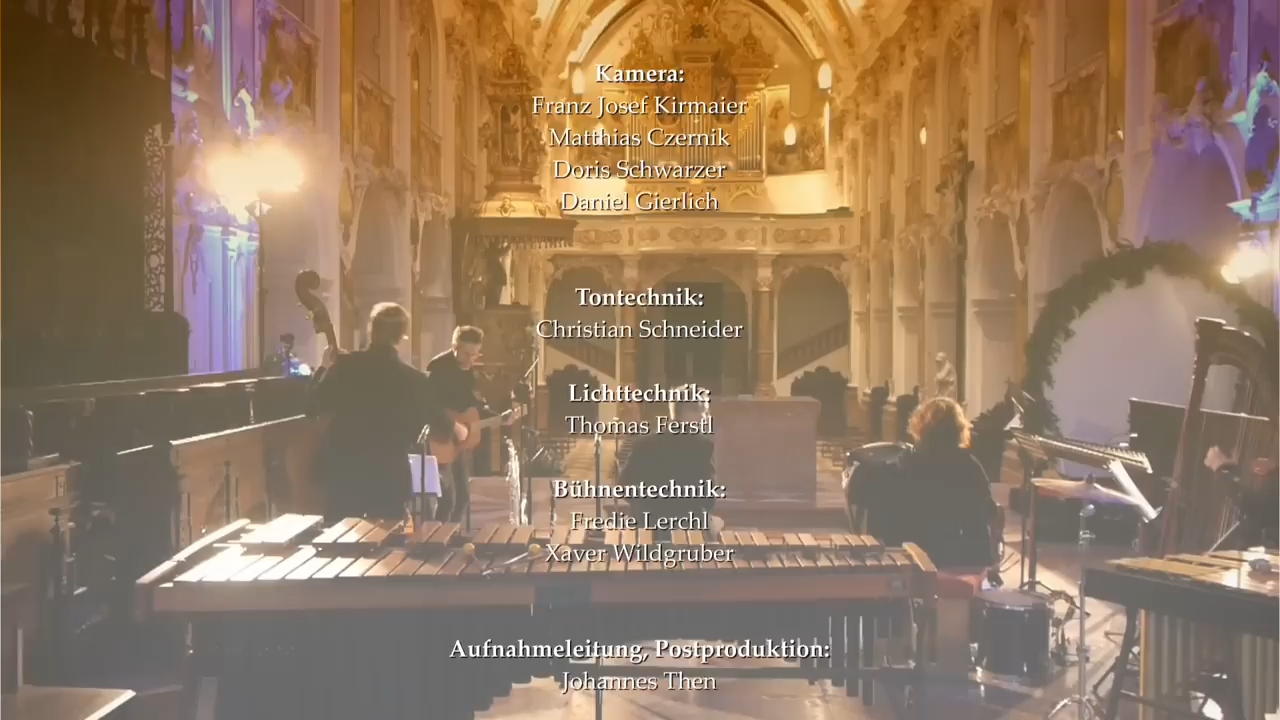 Kamera:
Franz Josef Kirmaier
Matthias Czernik
Doris Schwarzer
Daniel Gierlich
Tontechnik:
Christian Schneider
Lichttechnik:
Thomas Ferstl
Bühnentechnik:
Fredie Lerchl
Xaver Wildgruber
Aufnahmeleitung, Postproduktion:
Johannes Then